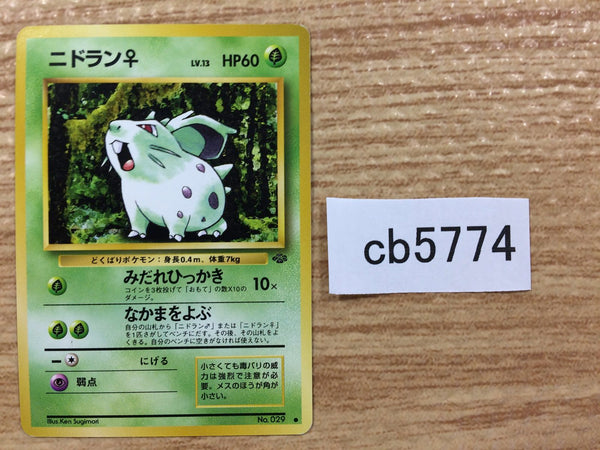 ニドラン♀ LV.13 HP60
どくばりポケモン：身長0.4m、体重7kg
みだれひっかき 10×
コインを3枚投げて「おもて」の数×10の
ダメージ。
なかまをよぶ
自分の山札から「ニドラン♂」または「ニドラン♀」
を1匹さがしてベンチにだす。その後、その山札をよ
くきる。自分のベンチに空きがなければ使えない。
にげる
弱点
小さくても毒バリの威
力は強烈で注意が必
要。メスのほうが角が
小さい。
Illus.Ken Sugimori No.029
cb5774